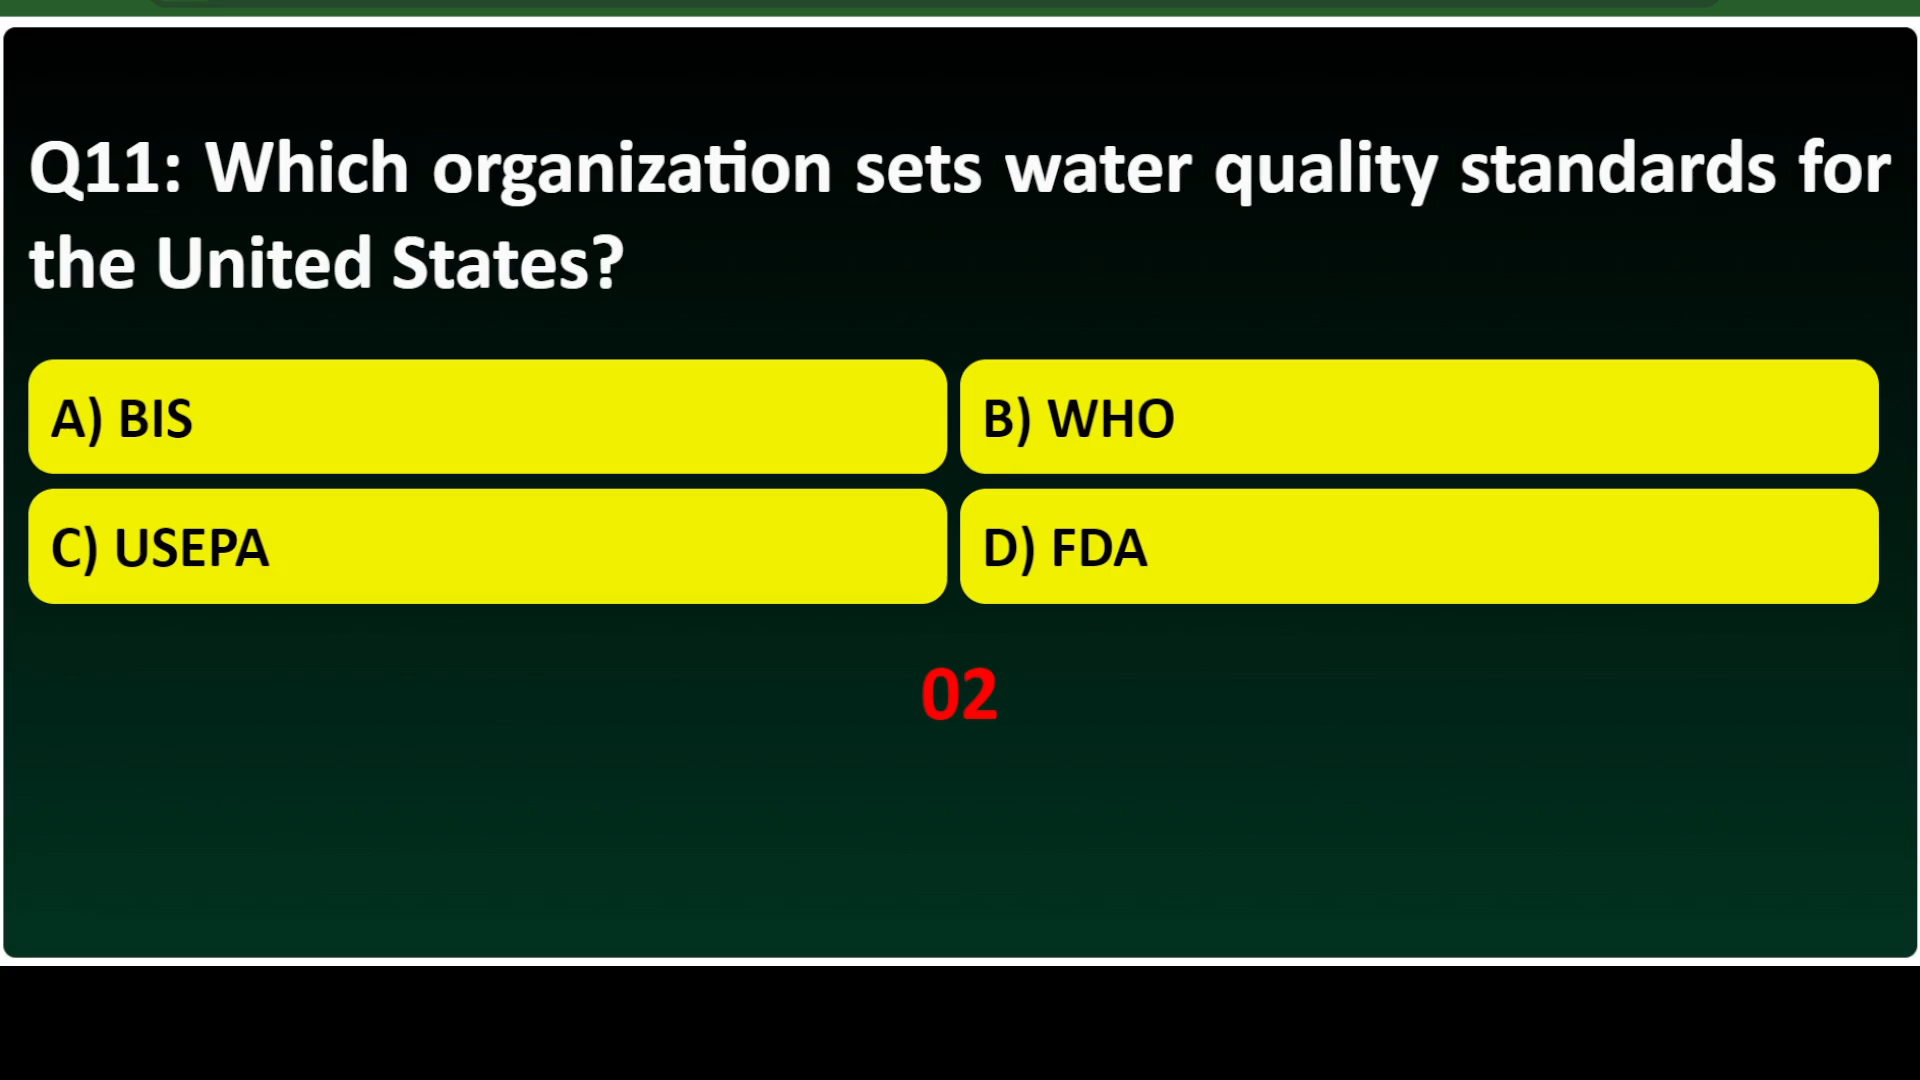 Q11: Which organization sets water quality standards for
the United States?
A) BIS
B) WHO
C) USEPA
D) FDA
02